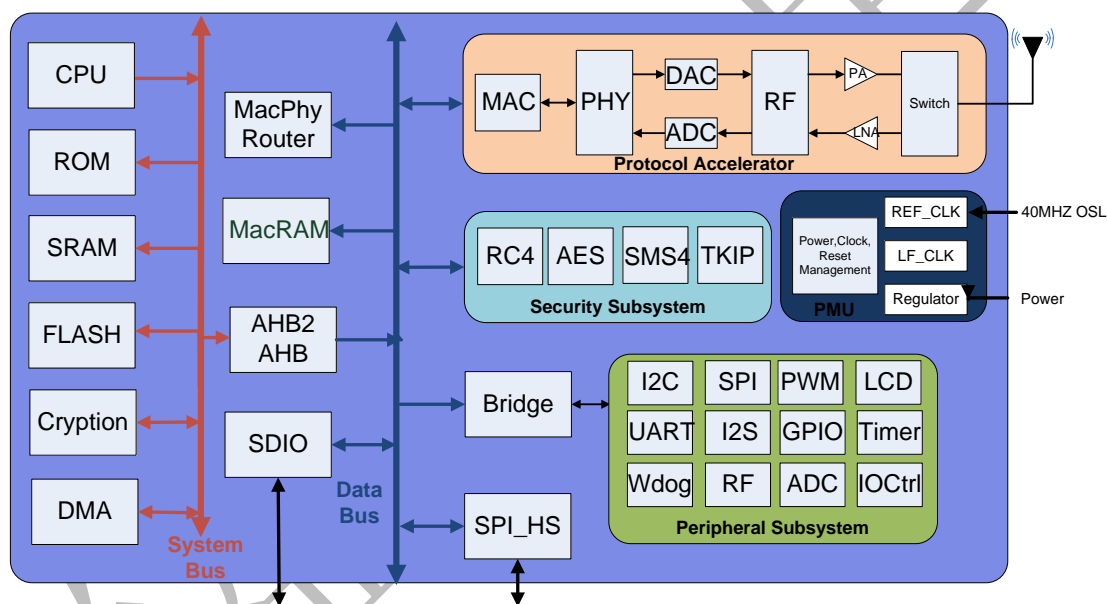 CPU
ROM
SRAM
FLASH
Cryption
DMA
System
Bus
MacPhy
Router
MacRAM
AHB2
AHB
SDIO
Data
Bus
MAC
PHY
DAC
ADC
RF
PA
LNA
Switch
Protocol Accelerator
RC4
AES
SMS4
TKIP
Security Subsystem
Power,Clock,
Reset
Management
REF_CLK
LF_CLK
Regulator
PMU
40MHZ OSL
Power
Bridge
SPI_HS
I2C
SPI
PWM
LCD
UART
I2S
GPIO
Timer
Wdog
RF
ADC
IOCtrl
Peripheral Subsystem